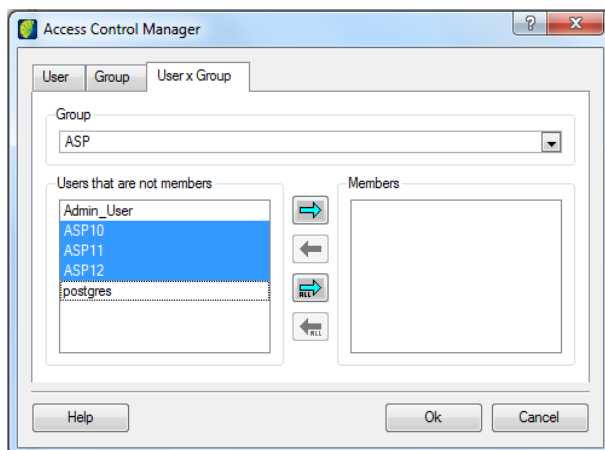 Access Control Manager
?
User Group User x Group
Group
ASP
Users that are not members
Members
Admin_User
ASP10
ASP11
ASP12
postgres
ALL
ALL
Help Ok Cancel